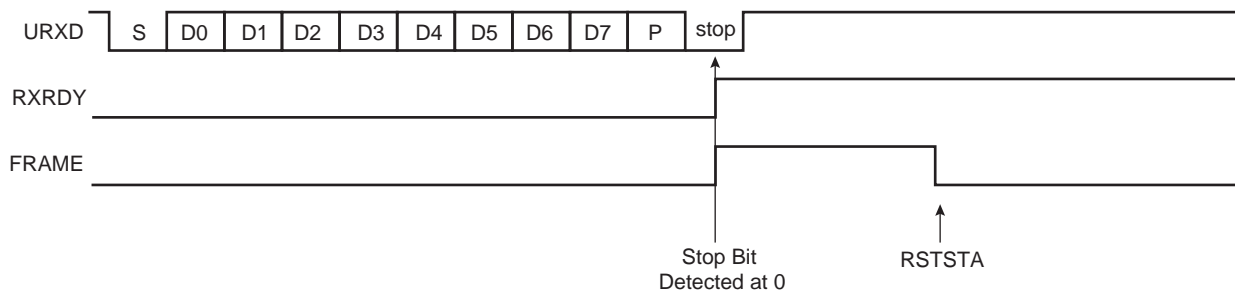 URXD S D0 D1 D2 D3 D4 D5 D6 D7 P stop
RXRDY
FRAME
Stop Bit
Detected at 0
RSTSTA